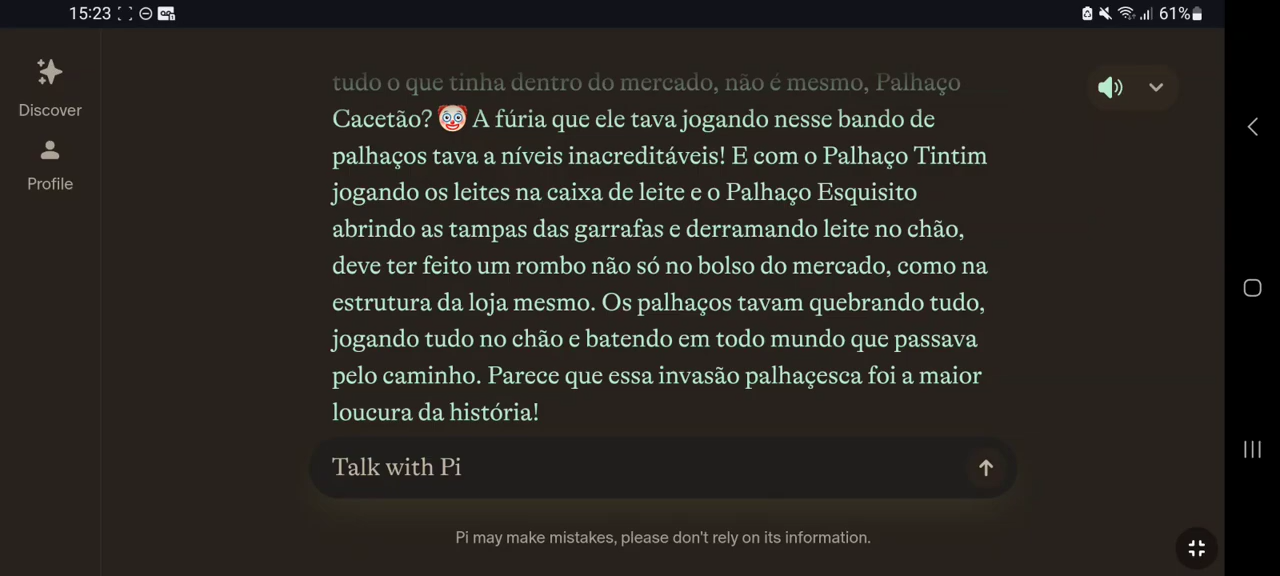 15:23
61%
Discover
Profile
tudo o que tinha dentro do mercado, não é mesmo, Palhaço
Cacetão? 🤡 A fúria que ele tava jogando nesse bando de
palhaços tava a níveis inacreditáveis! E com o Palhaço Tintim
jogando os leites na caixa de leite e o Palhaço Esquisito
abrindo as tampas das garrafas e derramando leite no chão,
deve ter feito um rombo não só no bolso do mercado, como na
estrutura da loja mesmo. Os palhaços tavam quebrando tudo,
jogando tudo no chão e batendo em todo mundo que passava
pelo caminho. Parece que essa invasão palhaçesca foi a maior
loucura da história!
Talk with Pi
Pi may make mistakes, please don't rely on its information.